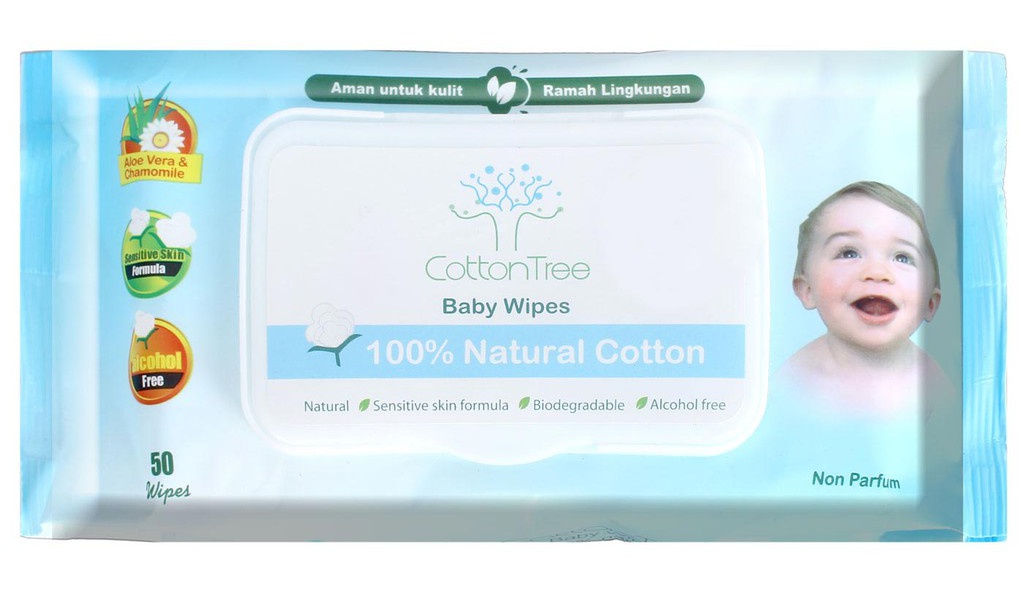 Aman untuk kulit Ramah Lingkungan
Aloe Vera &
Chamomile
Sensitive Skin
Formula
alcohol
Free
50
Wipes
CottonTree
Baby Wipes
100% Natural Cotton
Natural Sensitive skin formula Biodegradable Alcohol free
Non Parfum